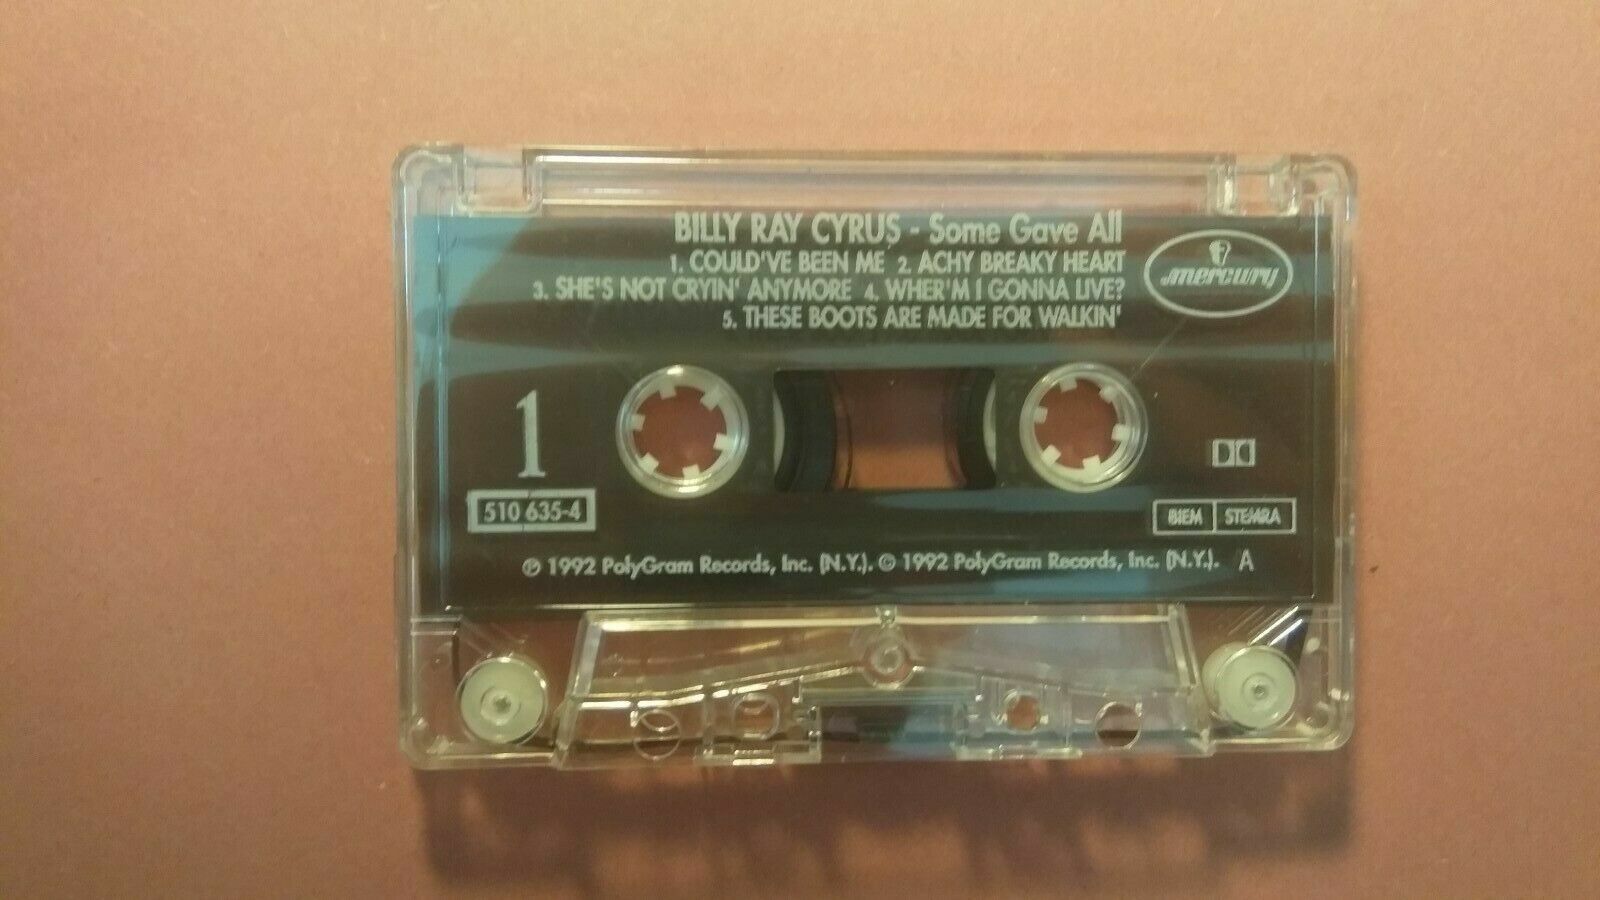 BILLY RAY CYRUS - Some Gave All
1. COULD'VE BEEN ME 2. ACHY BREAKY HEART
3. SHE'S NOT CRYIN' ANYMORE 4. WHER'M I GONNA LIVE?
5. THESE BOOTS ARE MADE FOR WALKIN'
mercury
1
510 635-4
BIEM STEMRA
℗ 1992 PolyGram Records, Inc. (N.Y.). © 1992 PolyGram Records, Inc. (N.Y.). A